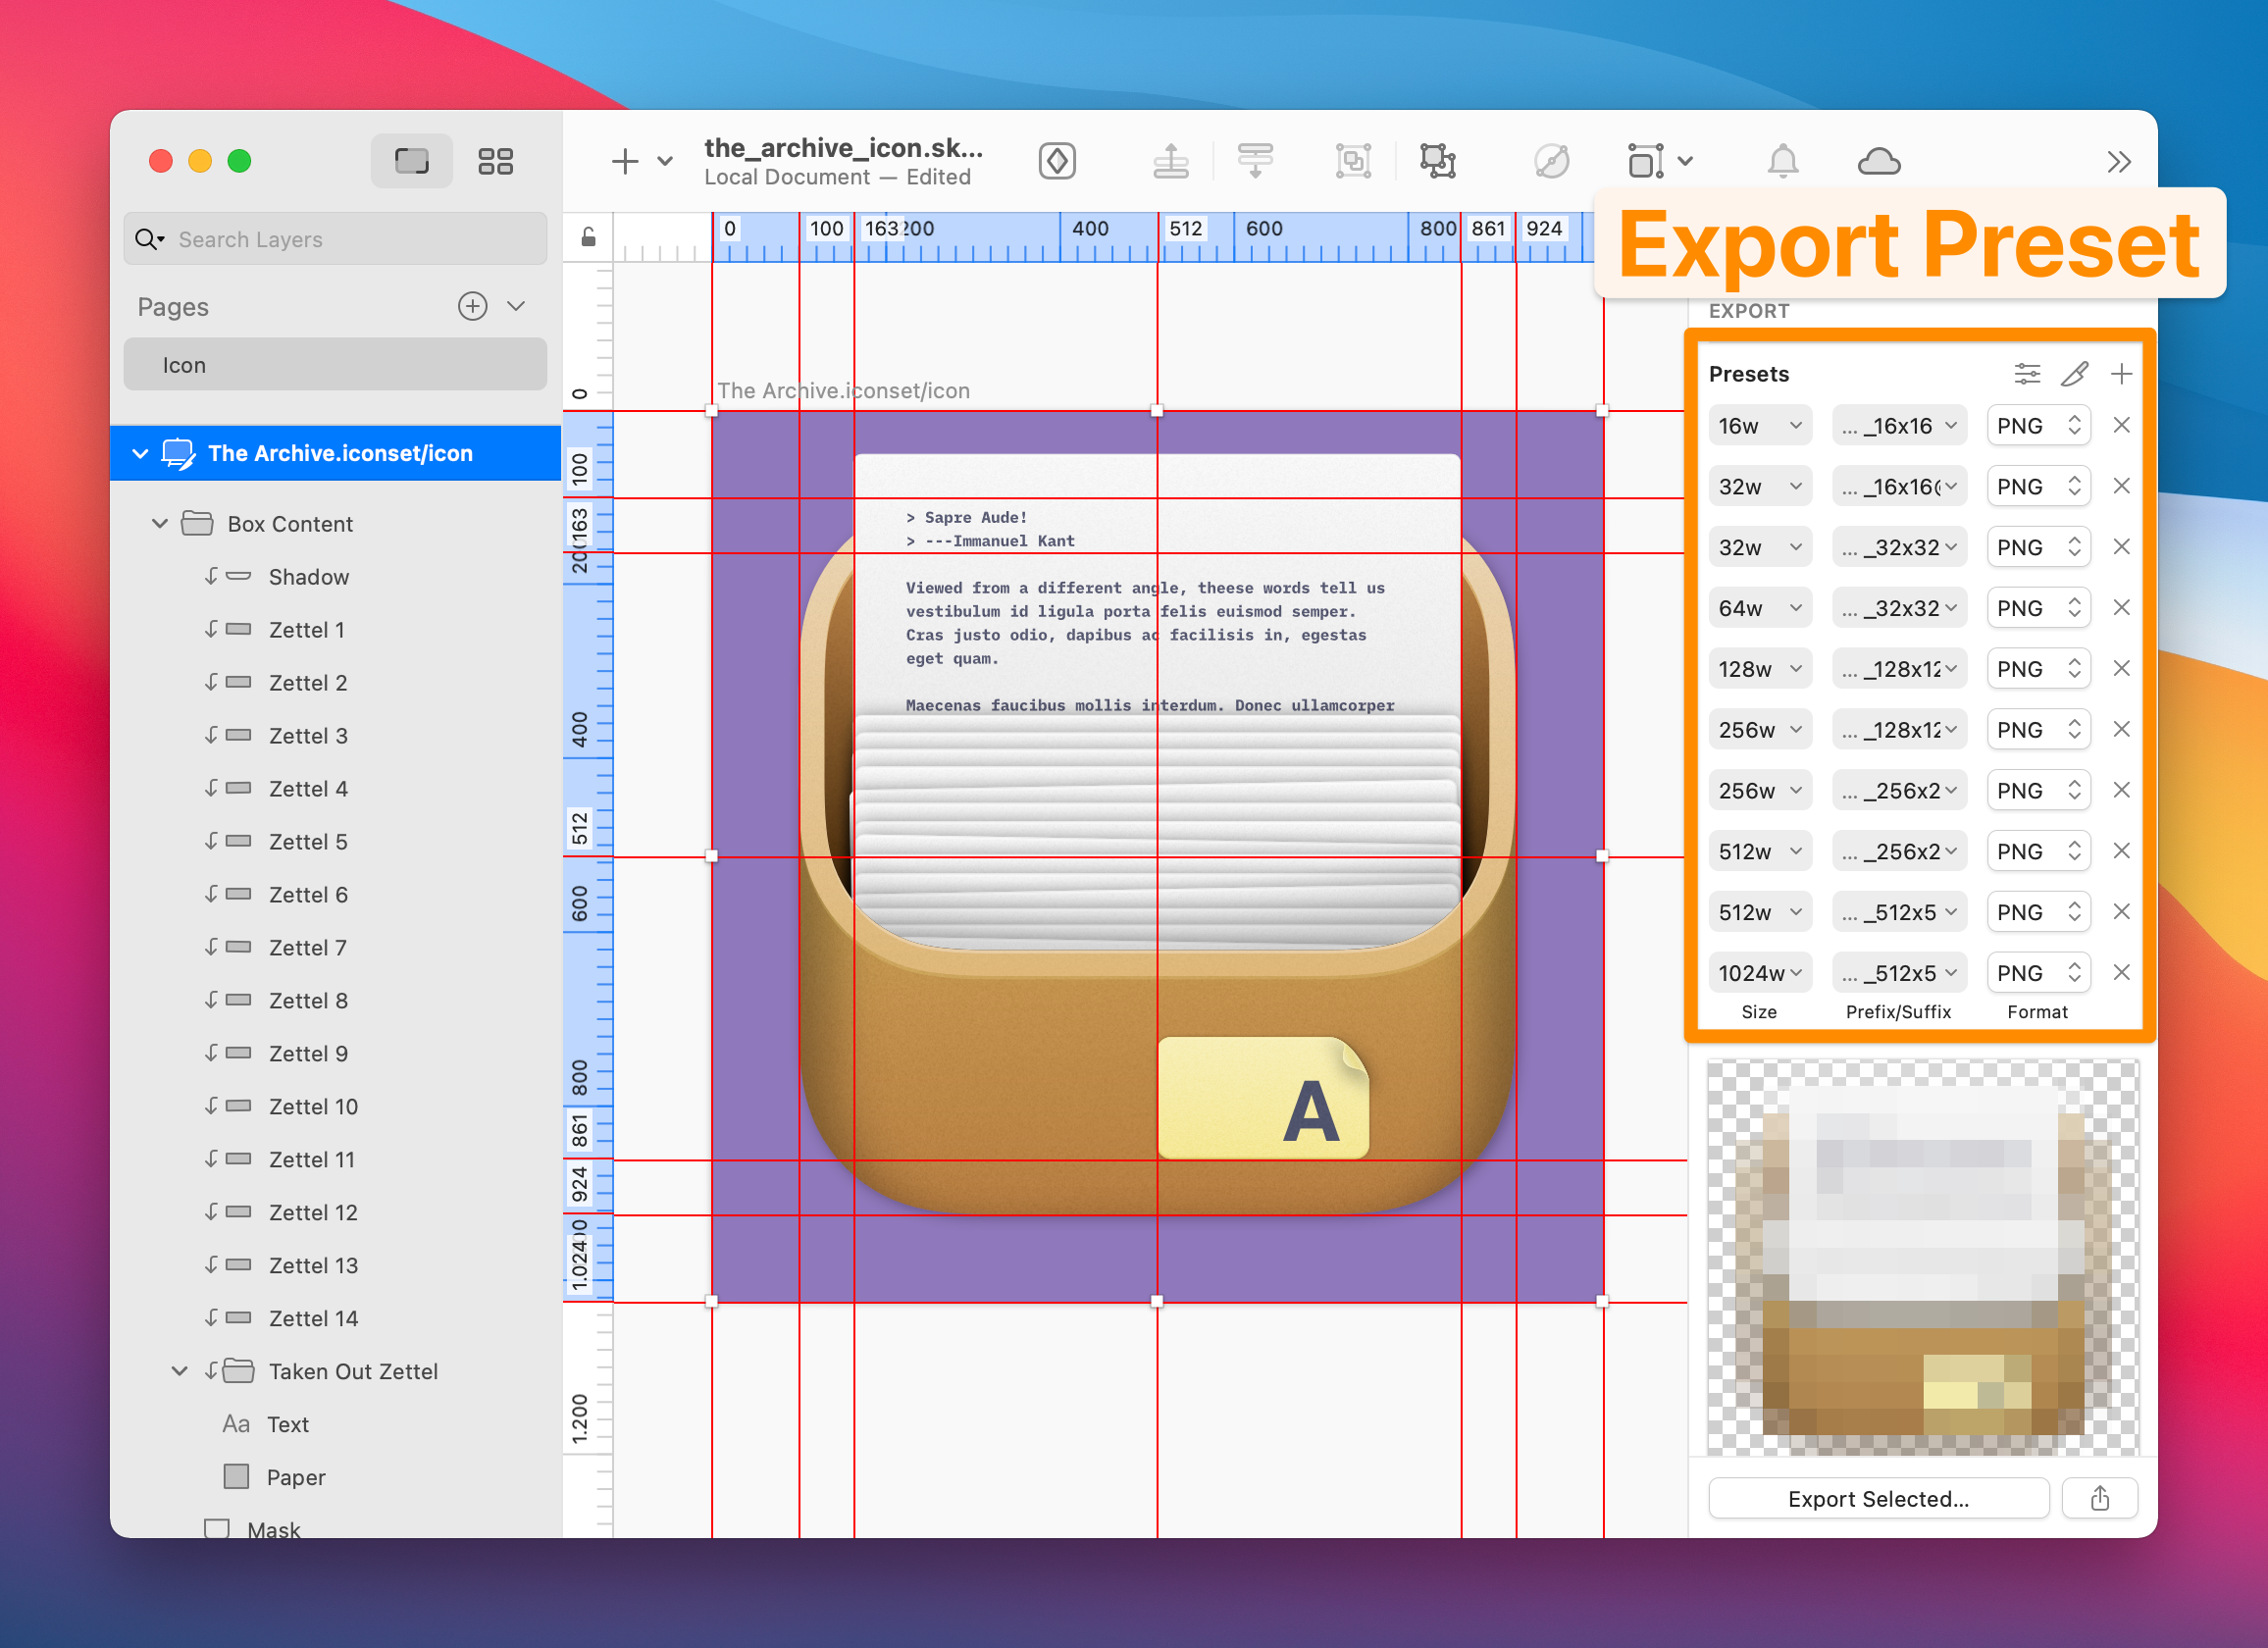 the_archive_icon.sk...
Local Document — Edited
Search Layers
Pages
Icon
The Archive.iconset/icon
Box Content
Shadow
Zettel 1
Zettel 2
Zettel 3
Zettel 4
Zettel 5
Zettel 6
Zettel 7
Zettel 8
Zettel 9
Zettel 10
Zettel 11
Zettel 12
Zettel 13
Zettel 14
Taken Out Zettel
Aa Text
Paper
Mask
0 100 163 200 400 512 600 800 861 924
0
100
163
200
400
512
600
800
861
924
1.024
1.200
The Archive.iconset/icon
> Sapre Aude!
> ---Immanuel Kant
Viewed from a different angle, theese words tell us
vestibulum id ligula porta felis euismod semper.
Cras justo odio, dapibus ac facilisis in, egestas
eget quam.
Maecenas faucibus mollis interdum. Donec ullamcorper
A
Export Preset
EXPORT
Presets
16w ... _16x16 PNG
32w ... _16x16@ PNG
32w ... _32x32 PNG
64w ... _32x32 PNG
128w ... _128x12 PNG
256w ... _128x12 PNG
256w ... _256x2 PNG
512w ... _256x2 PNG
512w ... _512x5 PNG
1024w ... _512x5 PNG
Size Prefix/Suffix Format
Export Selected...